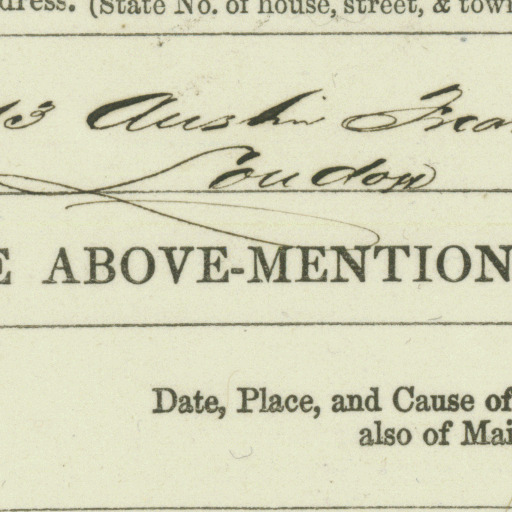 dress. (State No. of house, street, & town
13 Austin Friar
London
E ABOVE-MENTION
Date, Place, and Cause of
also of Mai